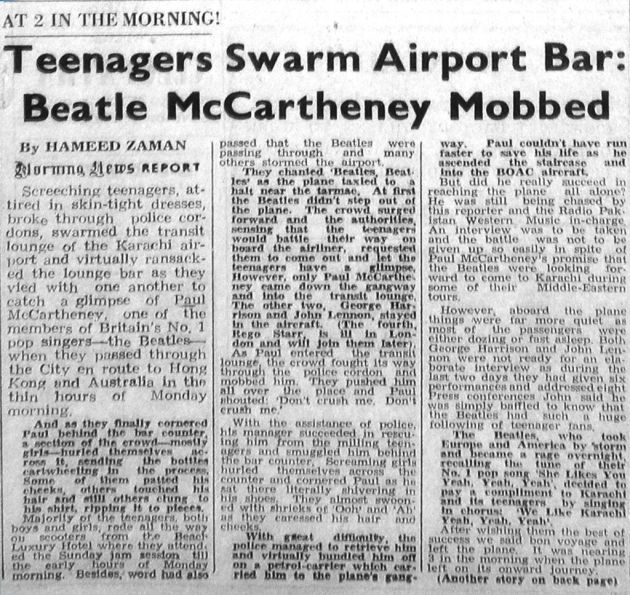 AT 2 IN THE MORNING!
Teenagers Swarm Airport Bar:
Beatle McCartheney Mobbed
By HAMEED ZAMAN
Morning News REPORT
Screeching teenagers, at-
tired in skin-tight dresses,
broke through police cor-
dons, swarmed the transit
lounge of the Karachi air-
port and virtually ransack-
ed the lounge bar as they
vied with one another to
catch a glimpse of Paul
McCartheney, one of the
members of Britain's No. 1
pop singers—the Beatles—
when they passed through
the City en route to Hong
Kong and Australia in the
thin hours of Monday
morning.
And as they finally cornered
Paul behind the bar counter,
a section of the crowd—mostly
girls—hurled themselves ac-
ross it, sending the bottles
cartwheeling in the process.
Some of them patted his
cheeks, others touched his
hair and still others clung to
his shirt, ripping it to pieces.
Majority of the teenagers, both
boys and girls, rode all the way
on scooters from the Beach
Luxury Hotel where they attend-
ed the Sunday jam session till
the early hours of Monday
morning. Besides, word had also
passed that the Beatles were
passing through and many
others stormed the airport.
They chanted 'Beatles, Beat-
les' as the plane taxied to a
halt near the tarmac. At first
the Beatles didn't step out of
the plane. The crowd surged
forward and the authorities,
sensing that the teenagers
would battle their way on
board the airliner, requested
them to come out and let the
teenagers have a glimpse.
However, only Paul McCarthe-
ney came down the gangway
and into the transit lounge.
The other two, George Har-
rison and John Lennon, stayed
in the aircraft. (The fourth,
Rego Starr, is ill in Lon-
don and will join them later.
As Paul entered the transit
lounge, the crowd fought its way
through the police cordon and
mobbed him. They pushed him
all over the place and Paul
shouted: 'Don't crush me. Don't
crush me.'
With the assistance of police,
his manager succeeded in rescu-
ing him from the milling teen-
agers and smuggled him behind
the bar counter. Screaming girls
hurled themselves across the
counter and cornered Paul as he
sat there literally shivering in
his shoes. They almost swoon-
ed with shrieks of 'Ooh' and 'Ah'
as they caressed his hair and
cheeks.
With great difficulty, the
police managed to retrieve him
and virtually bundled him off
on a petrol-carrier which car-
ried him to the plane's gang-
way. Paul couldn't have run
faster to save his life as he
ascended the staircase and
into the BOAC aircraft.
But did he really succeed in
reaching the plane all alone?
He was still being chased by
this reporter and the Radio Pak-
istan Western Music in-charge.
An interview was to be taken
and the battle was not to be
given up so easily in spite of
Paul McCartheney's promise that
the Beatles were looking for-
ward to come to Karachi during
some of their Middle-Eastern
tours.
However, aboard the plane
things were far more quiet as
most of the passengers were
either dozing or fast asleep. Both
George Harrison and John Len-
non were not ready for an ela-
borate interview as during the
last two days they had given six
performances and addressed eight
Press conferences John said he
was simply baffled to know that
the Beatles had such a huge
following of teenager fans.
The Beatles, who took
Europe and America by storm
and became a rage overnight,
recalling the tune of their
No. 1 pop song 'She Likes You
Yeah, Yeah, Yeah', decided to
pay a compliment to Karachi
and its teenagers by singing
in chorus: 'We Like Karachi
Yeah, Yeah, Yeah'.
After wishing them the best of
success we said bon voyage and
left the plane. It was nearing
3 in the morning when the plane
left on its onward journey.
(Another story on back page)